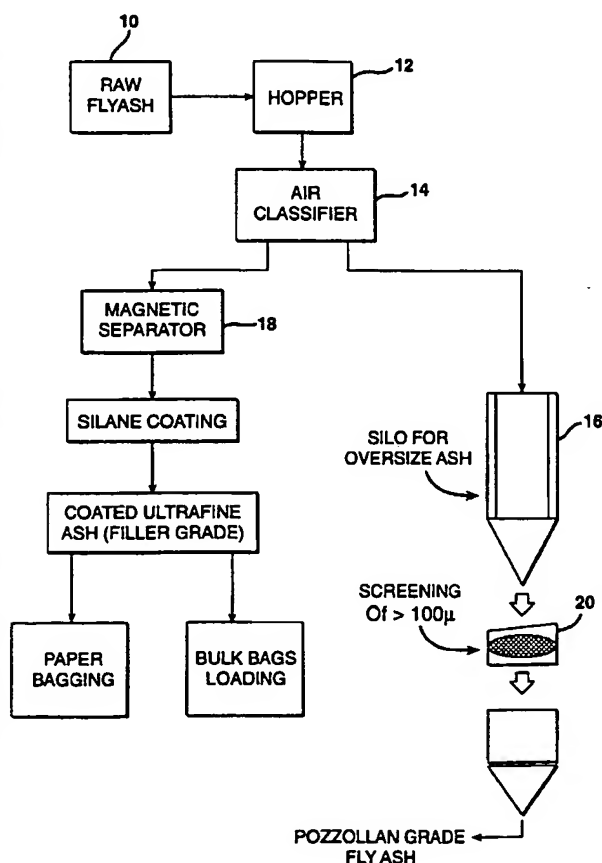 10
RAW
FLYASH
12
HOPPER
AIR
CLASSIFIER
14
MAGNETIC
SEPARATOR
18
SILANE COATING
COATED ULTRAFINE
ASH (FILLER GRADE)
PAPER
BAGGING
BULK BAGS
LOADING
16
SILO FOR
OVERSIZE ASH
SCREENING
Of > 100μ
20
POZZOLLAN GRADE
FLY ASH